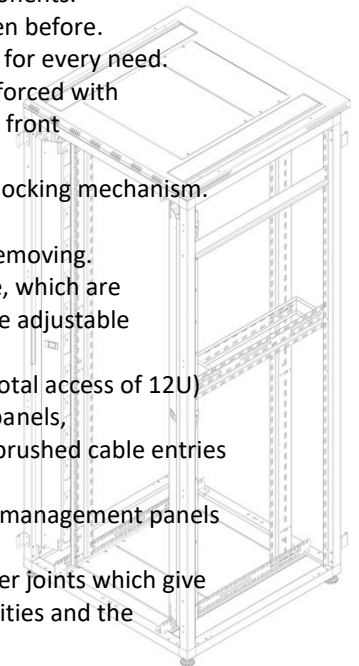 onents.
en before.
for every need.
forced with
front
ocking mechanism.
emoving.
e, which are
e adjustable
otal access of 12U)
panels,
brushed cable entries
management panels
er joints which give
ities and the